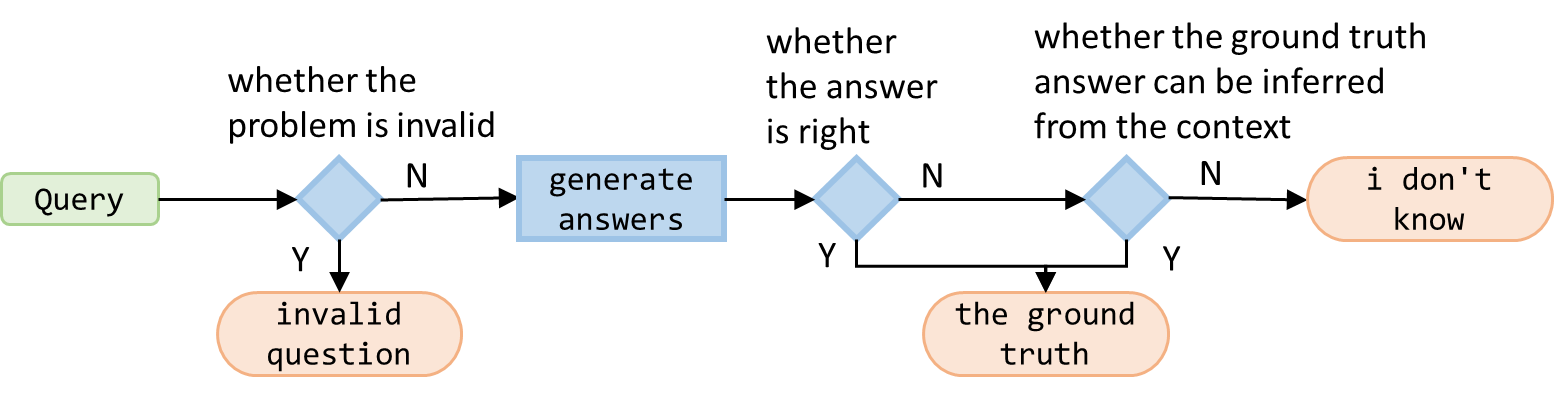 whether the
problem is invalid
whether
the answer
is right
whether the ground truth
answer can be inferred
from the context
Query
N
generate
answers
N
N
i don't
know
Y
Y
Y
invalid
question
the ground
truth